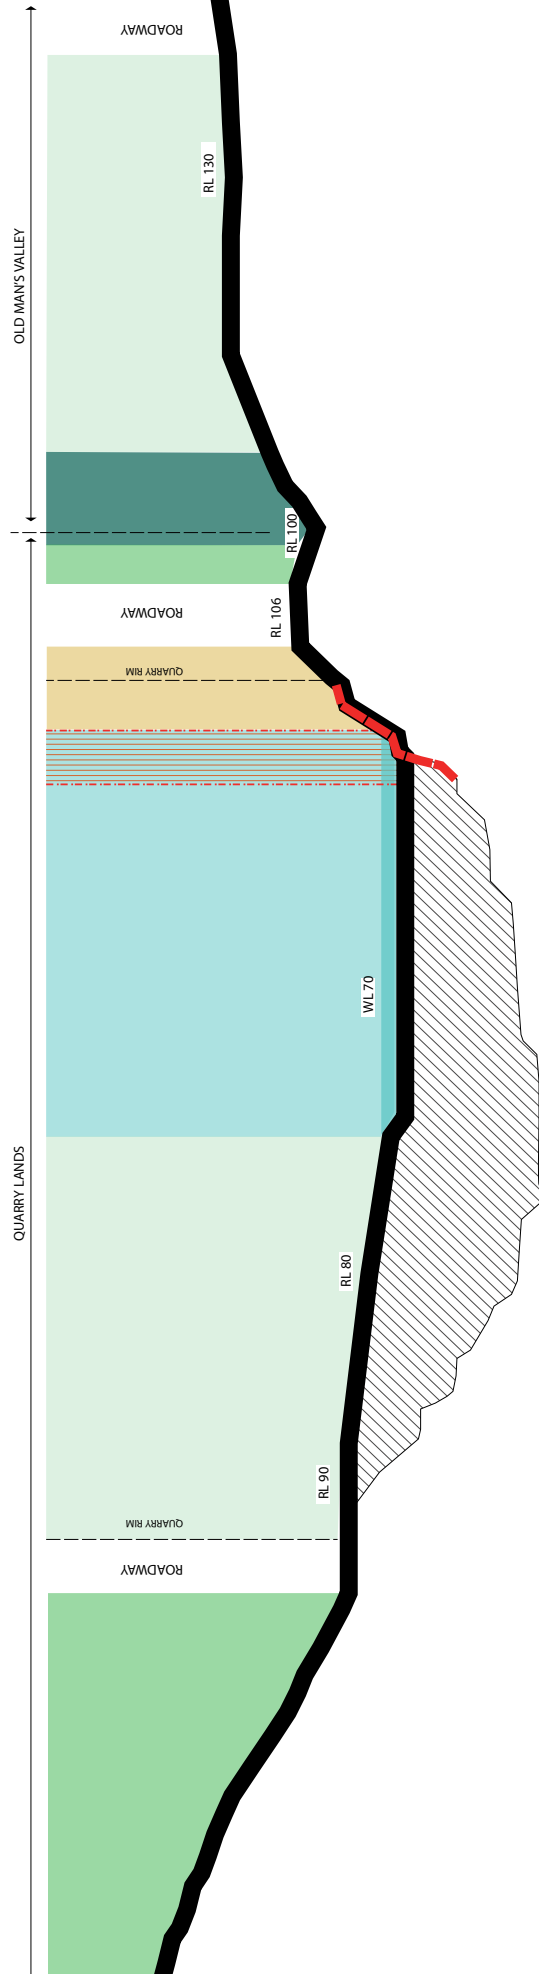 ROADWAY
RL 130
OLD MAN'S VALLEY
RL 100
ROADWAY
RL 106
QUARRY RIM
WL 70
QUARRY LANDS
RL 80
RL 90
QUARRY RIM
ROADWAY